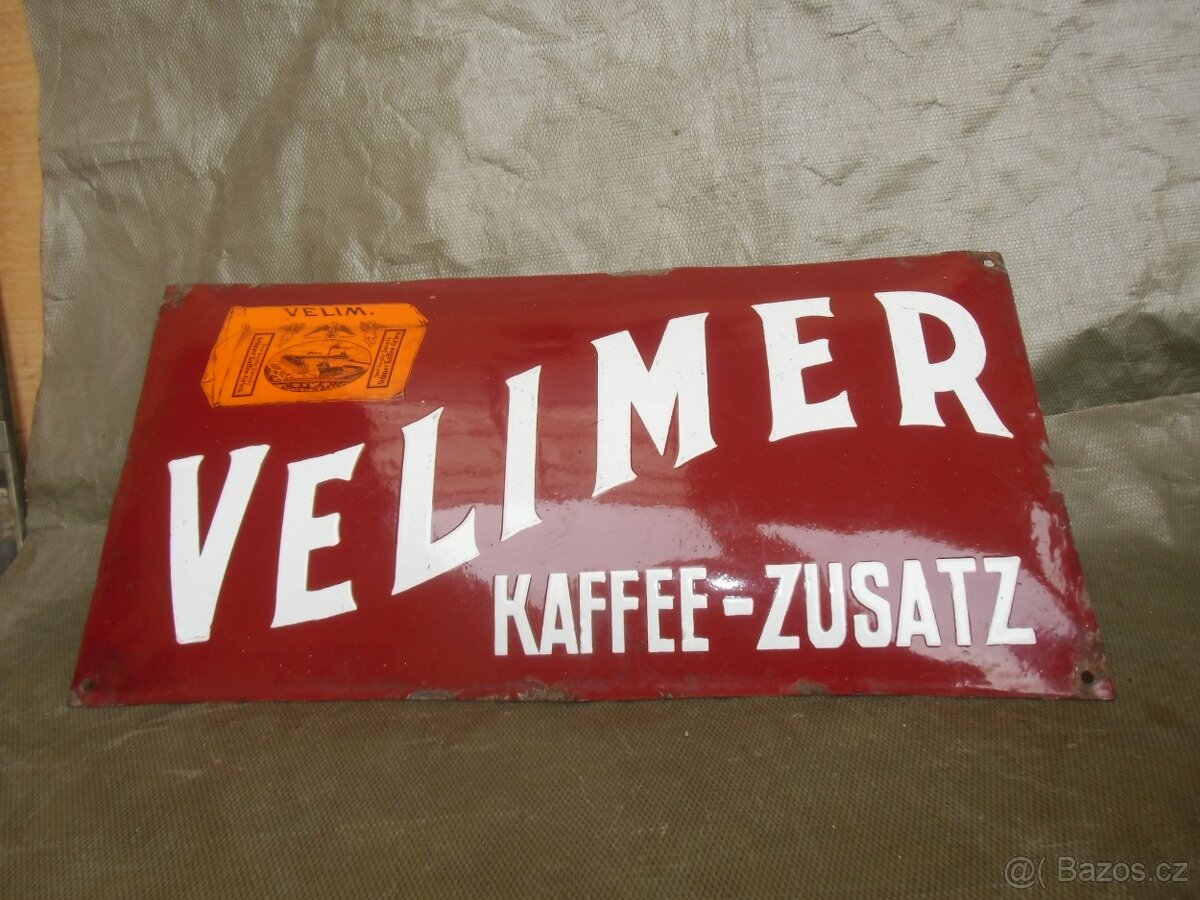 VELIM.
VELIMER
KAFFEE-ZUSATZ
@( Bazos.cz